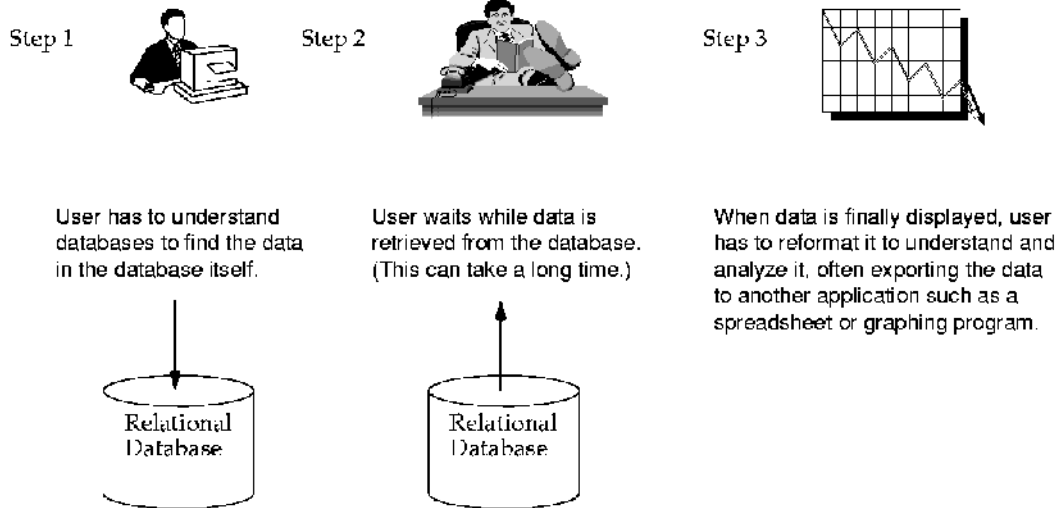 Step 1
Step 2
Step 3
User has to understand
databases to find the data
in the database itself.
User waits while data is
retrieved from the database.
(This can take a long time.)
When data is finally displayed, user
has to reformat it to understand and
analyze it, often exporting the data
to another application such as a
spreadsheet or graphing program.
Relational
Database
Relational
Database